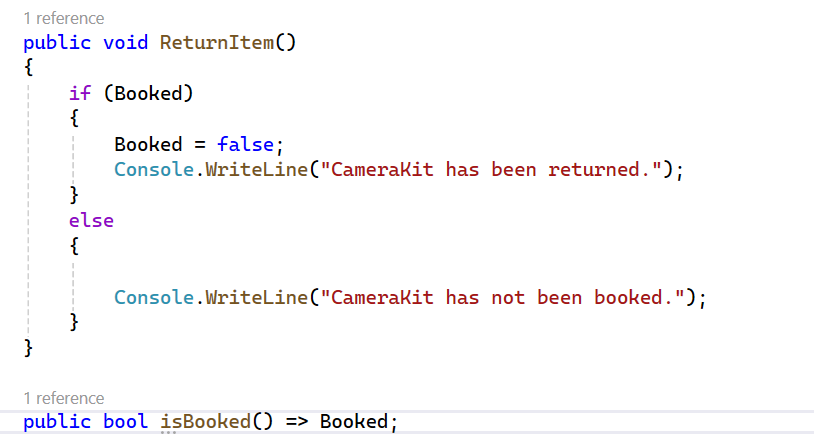 1 reference
public void ReturnItem()
{
if (Booked)
{
Booked = false;
Console.WriteLine("CameraKit has been returned.");
}
else
{
Console.WriteLine("CameraKit has not been booked.");
}
}
1 reference
public bool isBooked() => Booked;